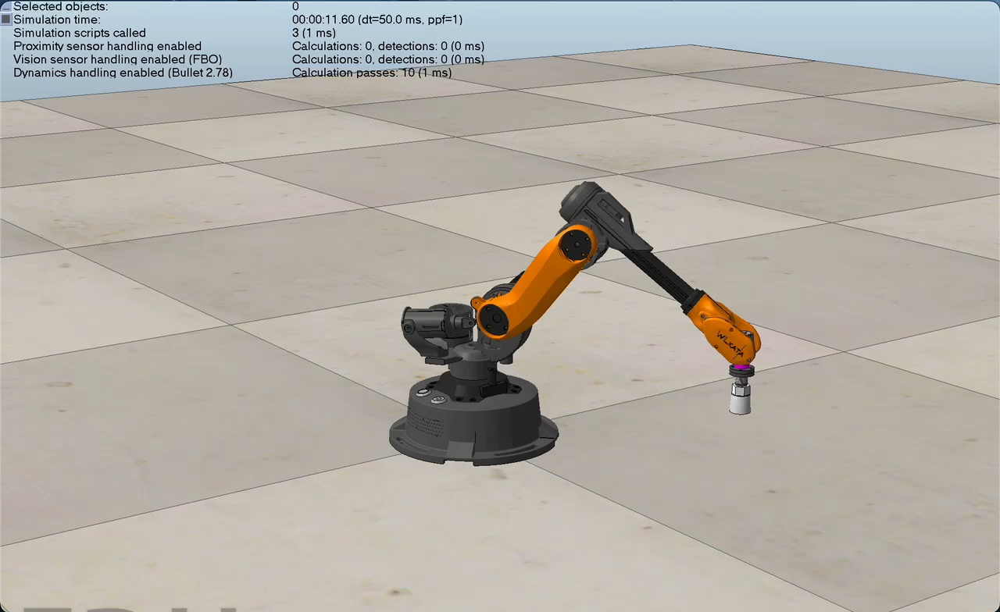 Selected objects: 0
Simulation time: 00:00:11.60 (dt=50.0 ms, ppf=1)
Simulation scripts called 3 (1 ms)
Proximity sensor handling enabled Calculations: 0, detections: 0 (0 ms)
Vision sensor handling enabled (FBO) Calculations: 0, detections: 0 (0 ms)
Dynamics handling enabled (Bullet 2.78) Calculation passes: 10 (1 ms)
WLKATA